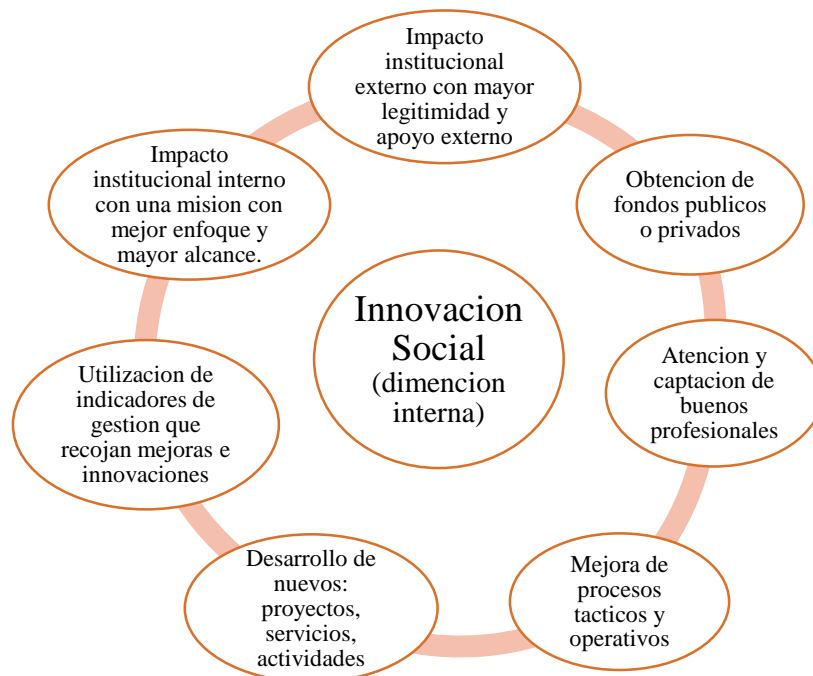 Impacto
institucional
externo con mayor
legitimidad y
apoyo externo
Obtencion de
fondos publicos
o privados
Atencion y
captacion de
buenos
profesionales
Mejora de
procesos
tacticos y
operativos
Desarrollo de
nuevos:
proyectos,
servicios,
actividades
Utilizacion de
indicadores de
gestion que
recojan mejoras e
innovaciones
Impacto
institucional interno
con una mision con
mejor enfoque y
mayor alcance.
Innovacion
Social
(dimencion
interna)